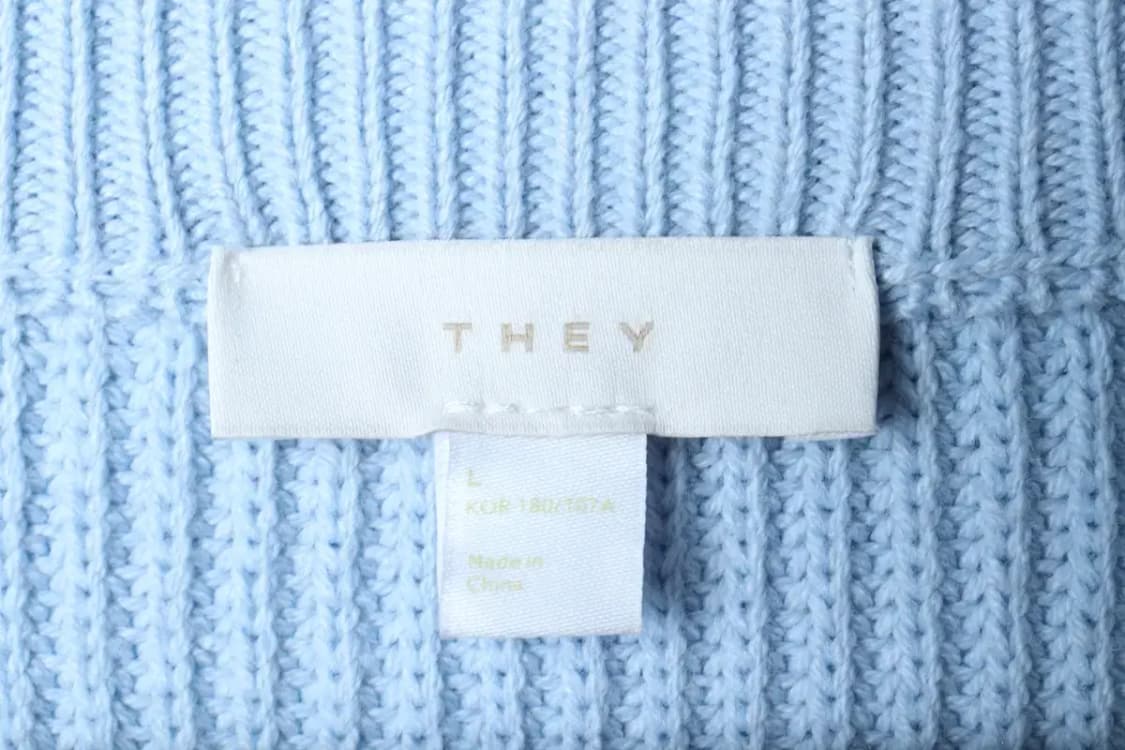 THEY
L
KOR 180/107A
Made in
China